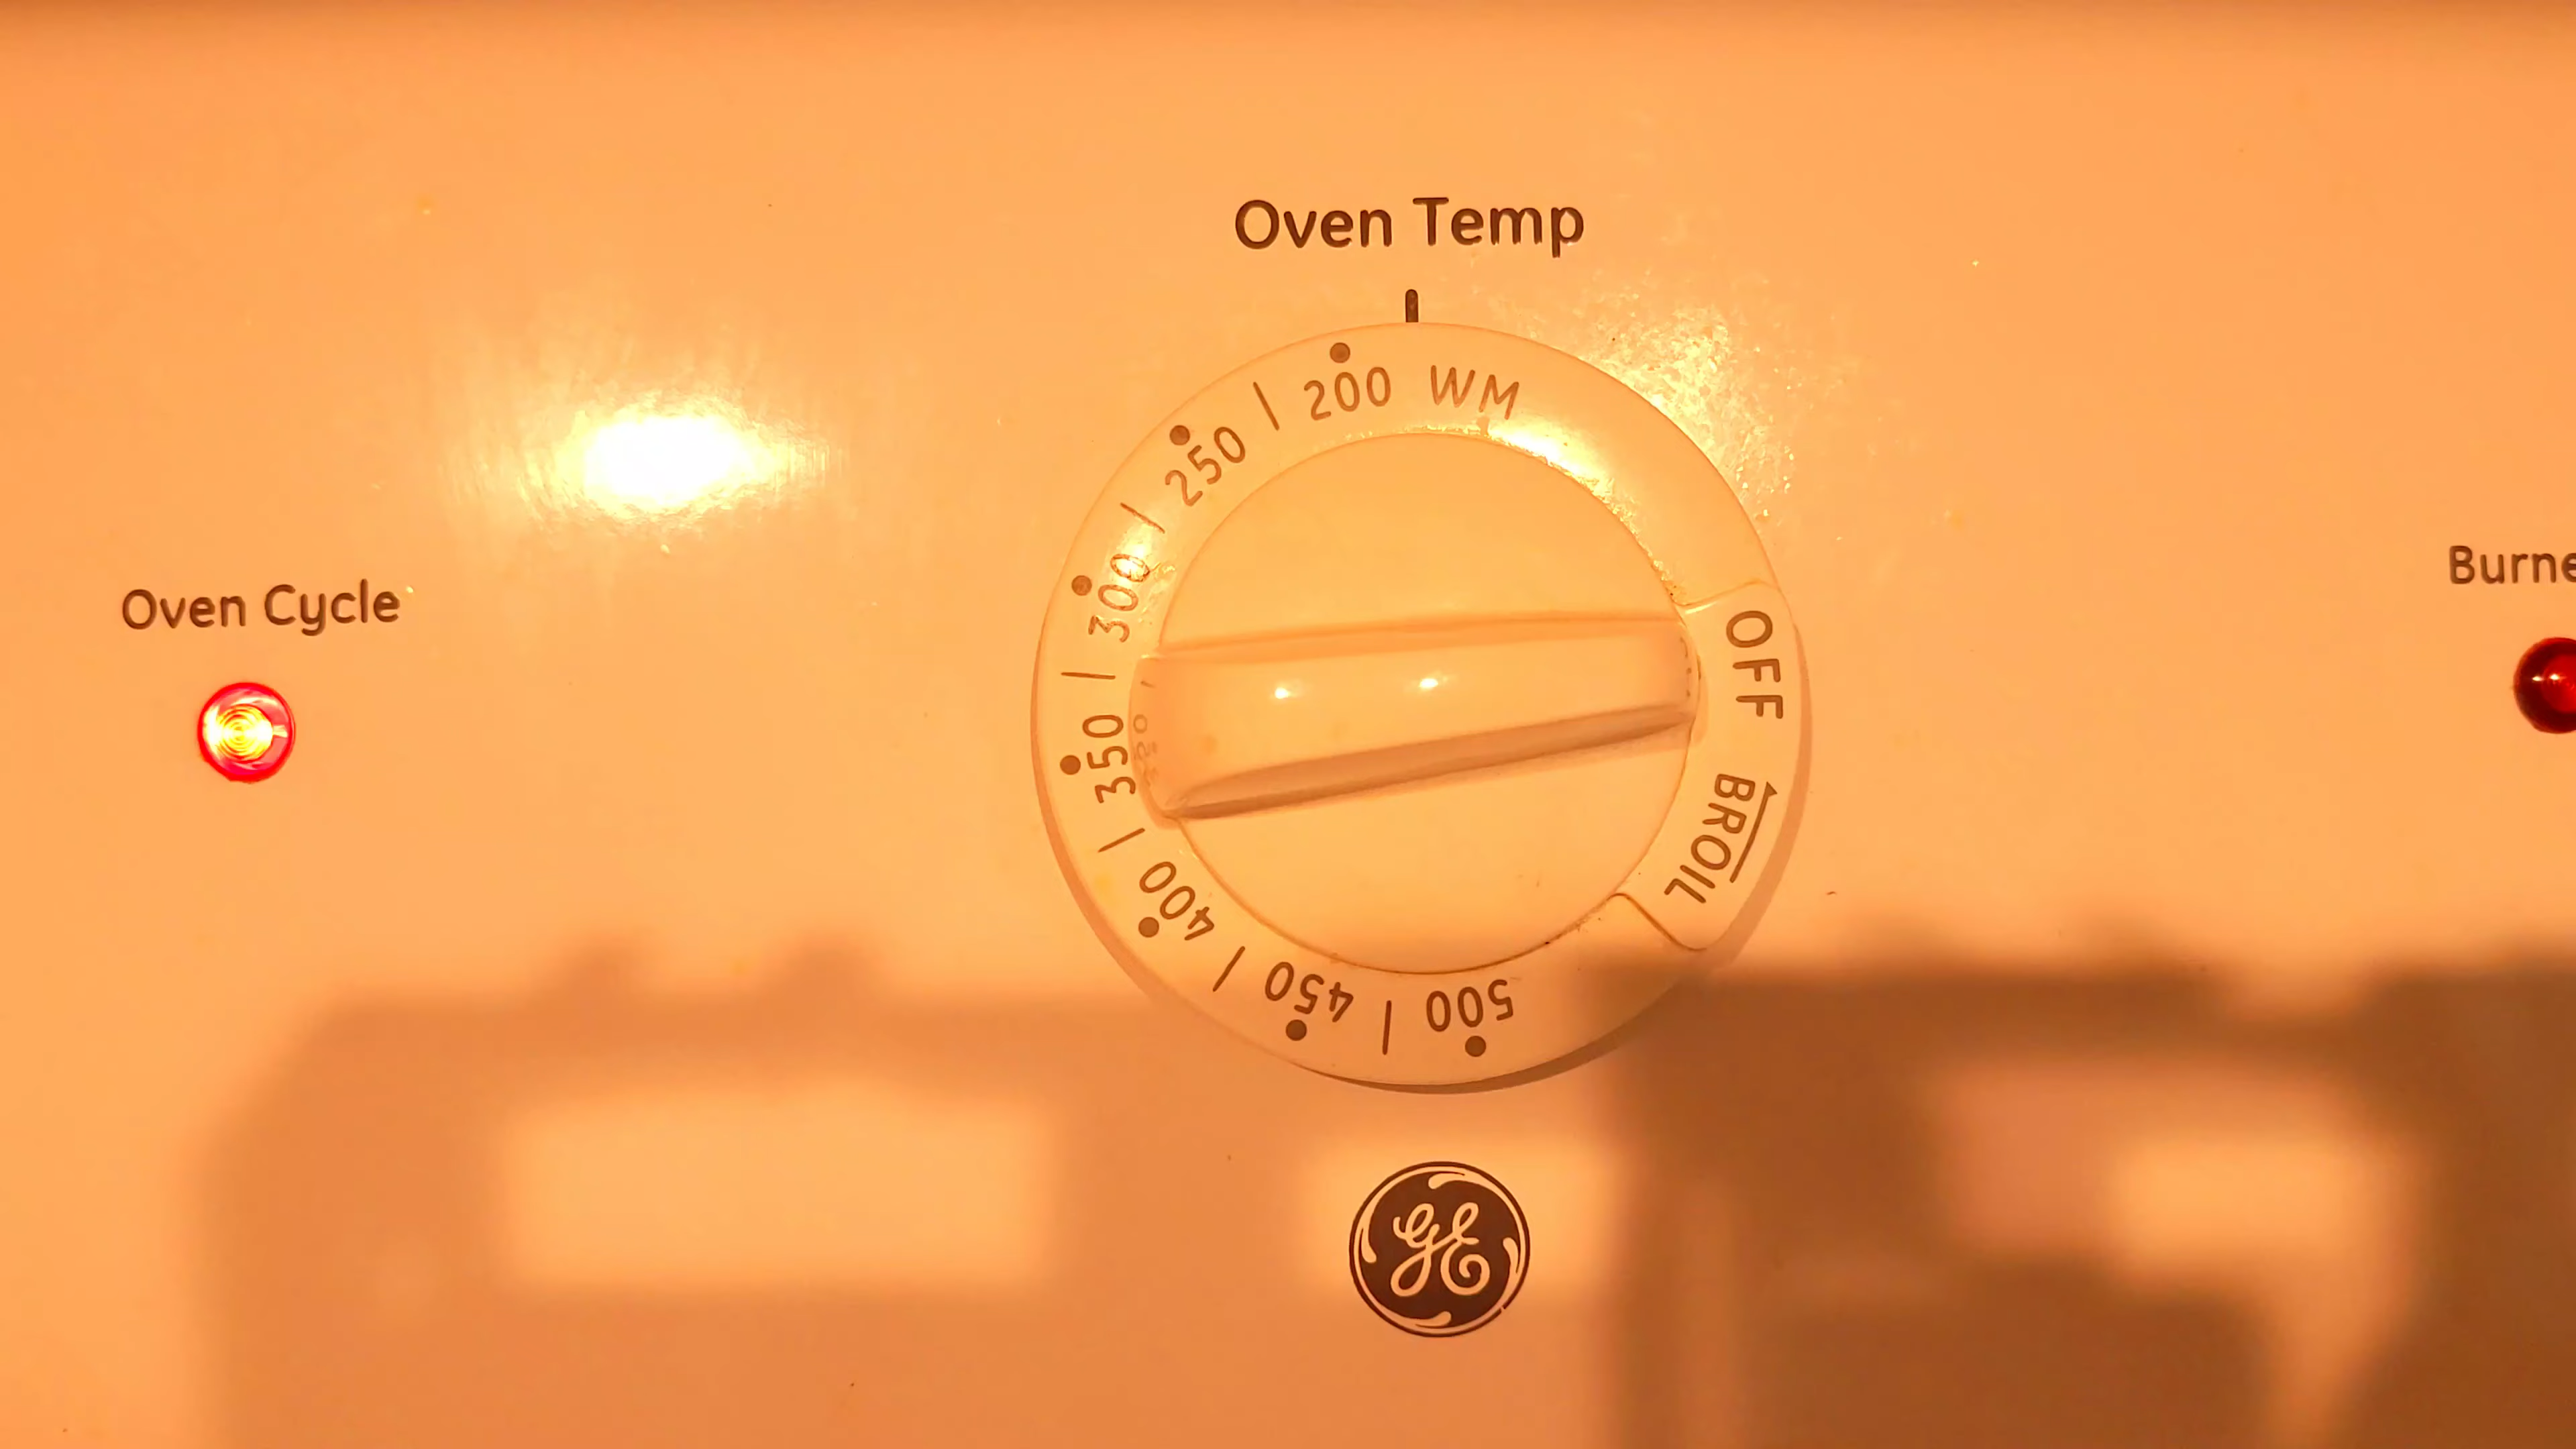 Oven Temp
WM
200
250
300
350
400
450
500
BROIL
OFF
Oven Cycle
Burne
GE